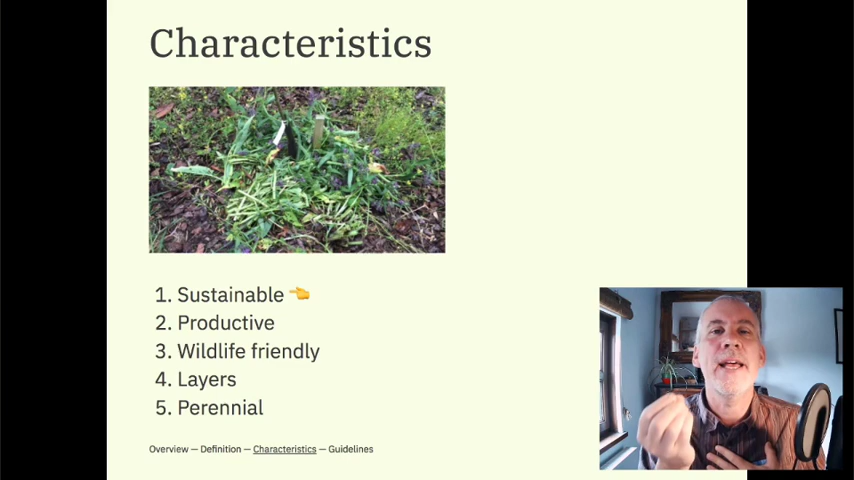 Characteristics
1. Sustainable 👈
2. Productive
3. Wildlife friendly
4. Layers
5. Perennial
Overview — Definition — Characteristics — Guidelines